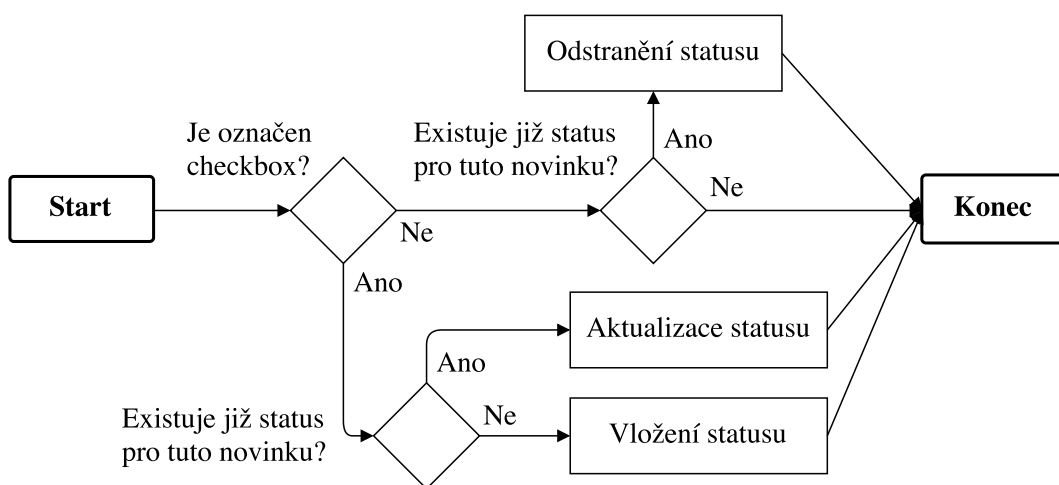 Odstranění statusu
Je označen
checkbox?
Existuje již status
pro tuto novinku?
Ano
Ne
Start
Ne
Konec
Ano
Aktualizace statusu
Ano
Existuje již status
pro tuto novinku?
Ne
Vložení statusu